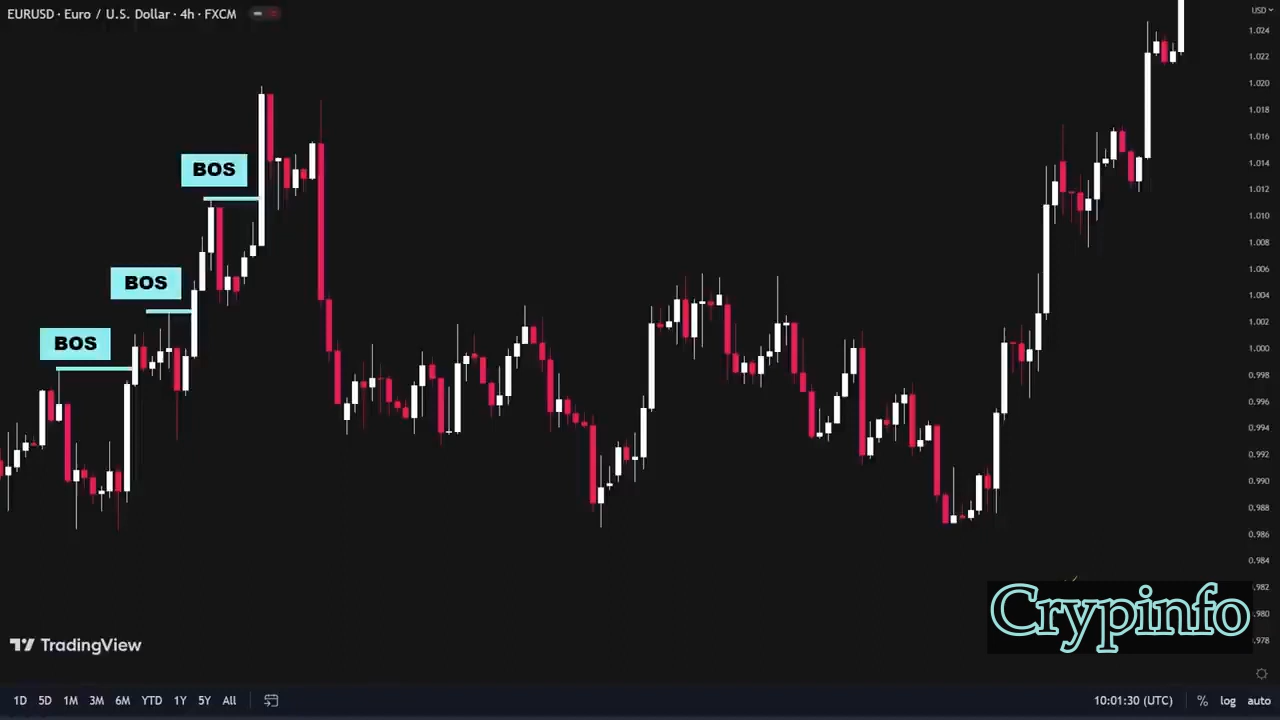 EURUSD · Euro / U.S. Dollar · 4h · FXCM
USD
1.024
1.022
1.020
1.018
1.016
1.014
1.012
1.010
1.008
1.006
1.004
1.002
1.000
0.998
0.996
0.994
0.992
0.990
0.988
0.986
0.984
.982
.980
.978
BOS
BOS
BOS
Crypinfo
TradingView
1D 5D 1M 3M 6M YTD 1Y 5Y All
10:01:30 (UTC) % log auto